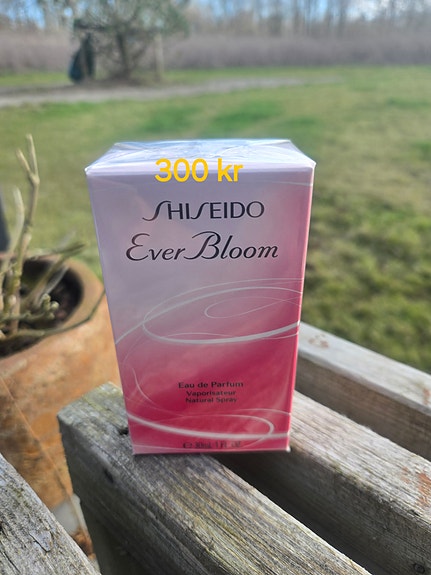 300 kr
SHISEIDO
Ever Bloom
Eau de Parfum
Vaporisateur
Natural Spray